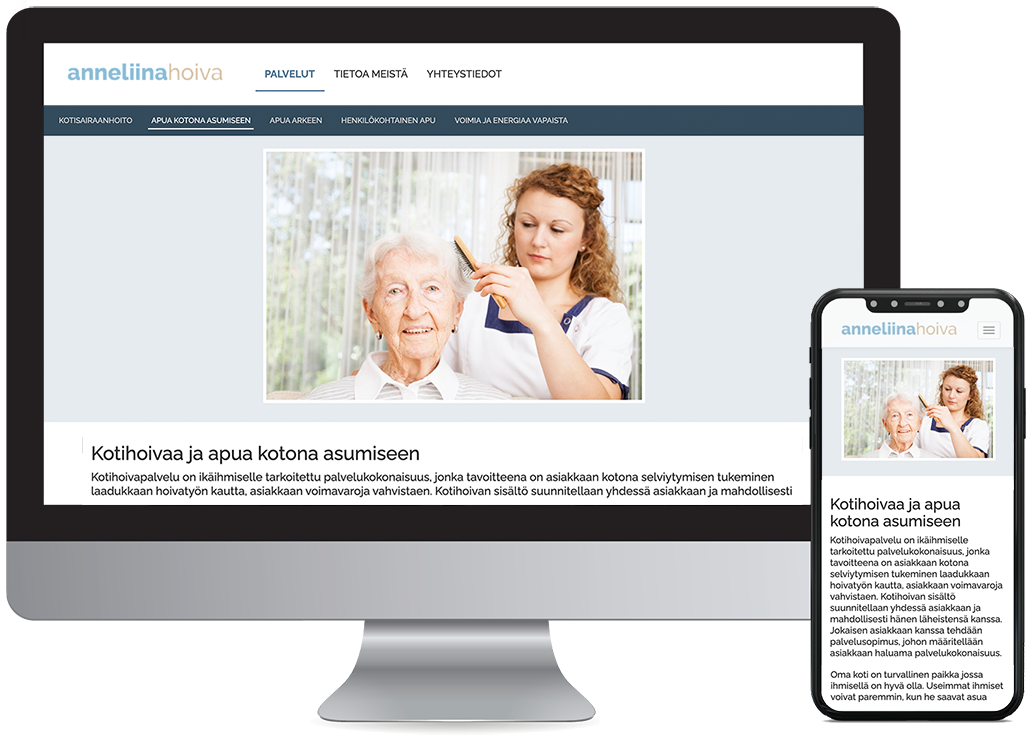 anneliinahoiva
PALVELUT TIETOA MEISTÄ YHTEYSTIEDOT
KOTISAIRAANHOITO APUA KOTONA ASUMISEEN APUA ARKEEN HENKILÖKOHTAINEN APU VOIMIA JA ENERGIAA VAPAISTA
Kotihoivaa ja apua kotona asumiseen
Kotihoivapalvelu on ikäihmiselle tarkoitettu palvelukokonaisuus, jonka tavoitteena on asiakkaan kotona selviytymisen tukeminen
laadukkaan hoivatyön kautta, asiakkaan voimavaroja vahvistaen. Kotihoivan sisältö suunnitellaan yhdessä asiakkaan ja mahdollisesti
anneliinahoiva
Kotihoivaa ja apua
kotona asumiseen
Kotihoivapalvelu on ikäihmiselle
tarkoitettu palvelukokonaisuus, jonka
tavoitteena on asiakkaan kotona
selviytymisen tukeminen laadukkaan
hoivatyön kautta, asiakkaan voimavaroja
vahvistaen. Kotihoivan sisältö
suunnitellaan yhdessä asiakkaan ja
mahdollisesti hänen läheistensä kanssa.
Jokaisen asiakkaan kanssa tehdään
palvelusopimus, johon määritellään
asiakkaan haluama palvelukokonaisuus.
Oma koti on turvallinen paikka jossa
ihmisellä on hyvä olla. Useimmat ihmiset
voivat paremmin, kun he saavat asua